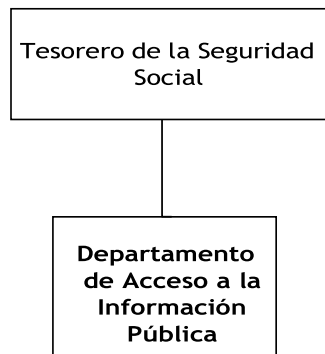 Tesorero de la Seguridad
Social
Departamento
de Acceso a la
Información
Pública